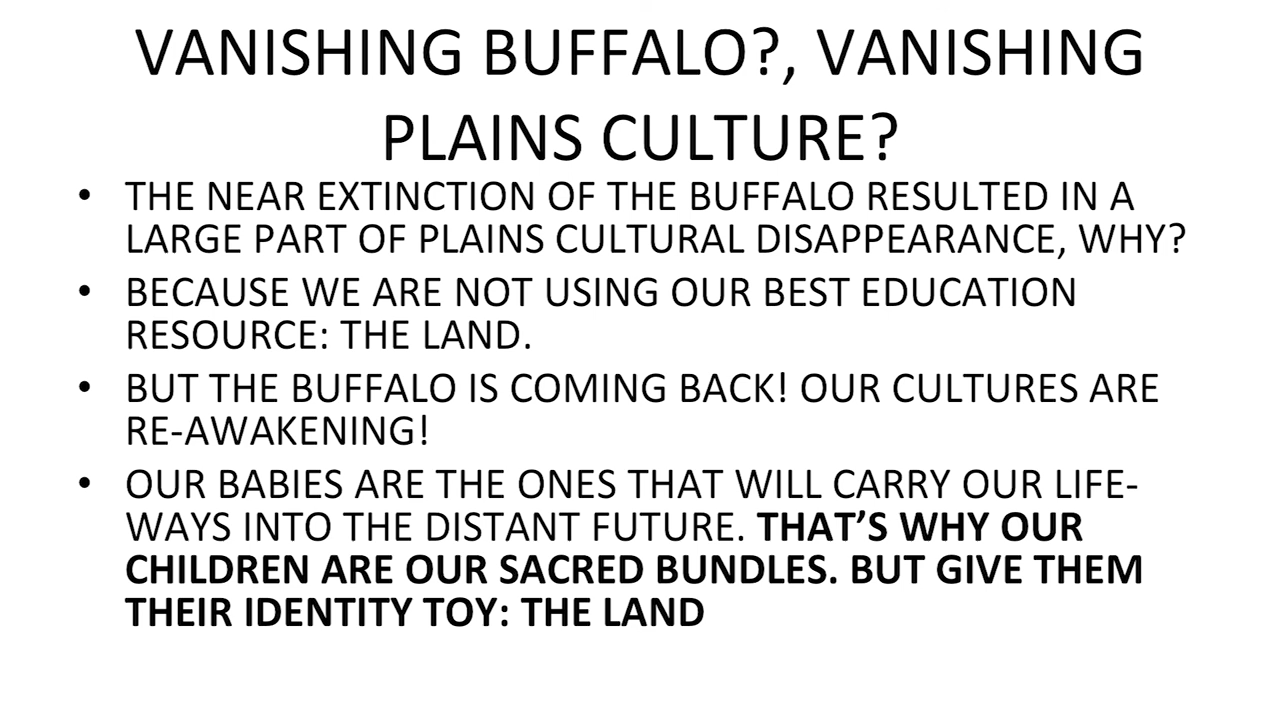 VANISHING BUFFALO?, VANISHING
PLAINS CULTURE?
• THE NEAR EXTINCTION OF THE BUFFALO RESULTED IN A
LARGE PART OF PLAINS CULTURAL DISAPPEARANCE, WHY?
• BECAUSE WE ARE NOT USING OUR BEST EDUCATION
RESOURCE: THE LAND.
• BUT THE BUFFALO IS COMING BACK! OUR CULTURES ARE
RE-AWAKENING!
• OUR BABIES ARE THE ONES THAT WILL CARRY OUR LIFE-
WAYS INTO THE DISTANT FUTURE. THAT’S WHY OUR
CHILDREN ARE OUR SACRED BUNDLES. BUT GIVE THEM
THEIR IDENTITY TOY: THE LAND